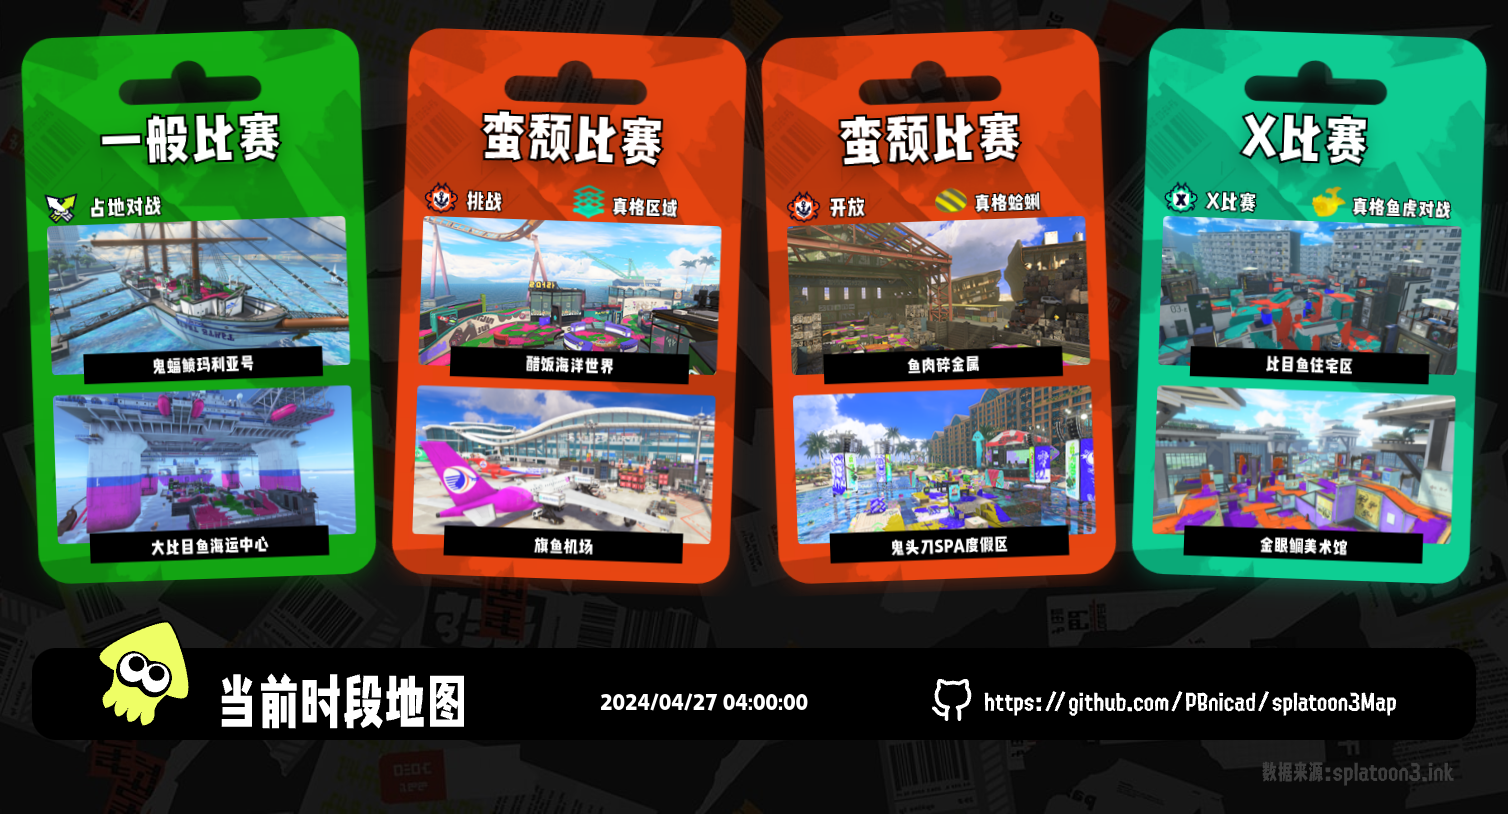 一般比赛
占地对战
鬼蝠鲼玛利亚号
大比目鱼海运中心
蛮颓比赛
挑战
真格区域
醋饭海洋世界
旗鱼机场
蛮颓比赛
开放
真格蛤蜊
鱼肉碎金属
鬼头刀SPA度假区
X比赛
X比赛
真格鱼虎对战
比目鱼住宅区
金眼鲷美术馆
当前时段地图
2024/04/27 04:00:00
https://github.com/PBnicad/splatoon3Map
数据来源:splatoon3.ink